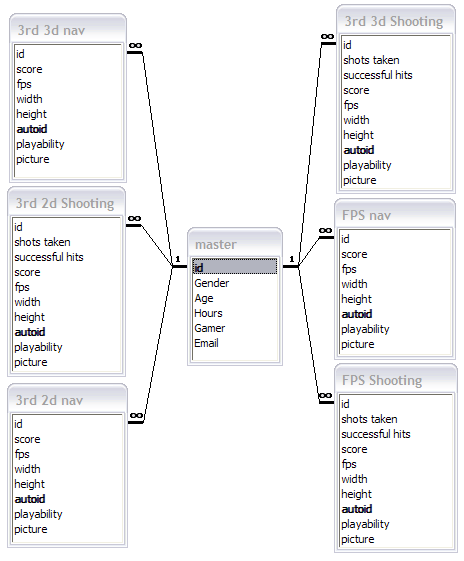 3rd 3d nav
id
score
fps
width
height
autoid
playability
picture
∞
3rd 2d Shooting
id
shots taken
successful hits
score
fps
width
height
autoid
playability
picture
∞
3rd 2d nav
id
score
fps
width
height
autoid
playability
picture
∞
master
id
Gender
Age
Hours
Gamer
Email
1
1
3rd 3d Shooting
id
shots taken
successful hits
score
fps
width
height
autoid
playability
picture
∞
FPS nav
id
score
fps
width
height
autoid
playability
picture
∞
FPS Shooting
id
shots taken
successful hits
score
fps
width
height
autoid
playability
picture
∞